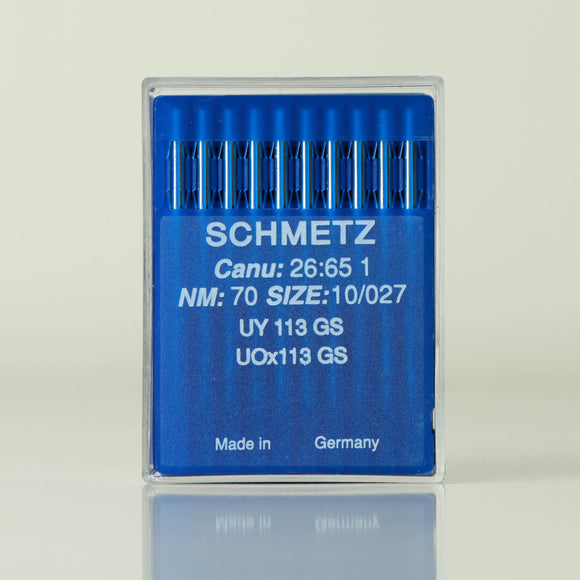 SCHMETZ
Canu: 26:65 1
NM: 70 SIZE:10/027
UY 113 GS
UOx113 GS
Made in Germany